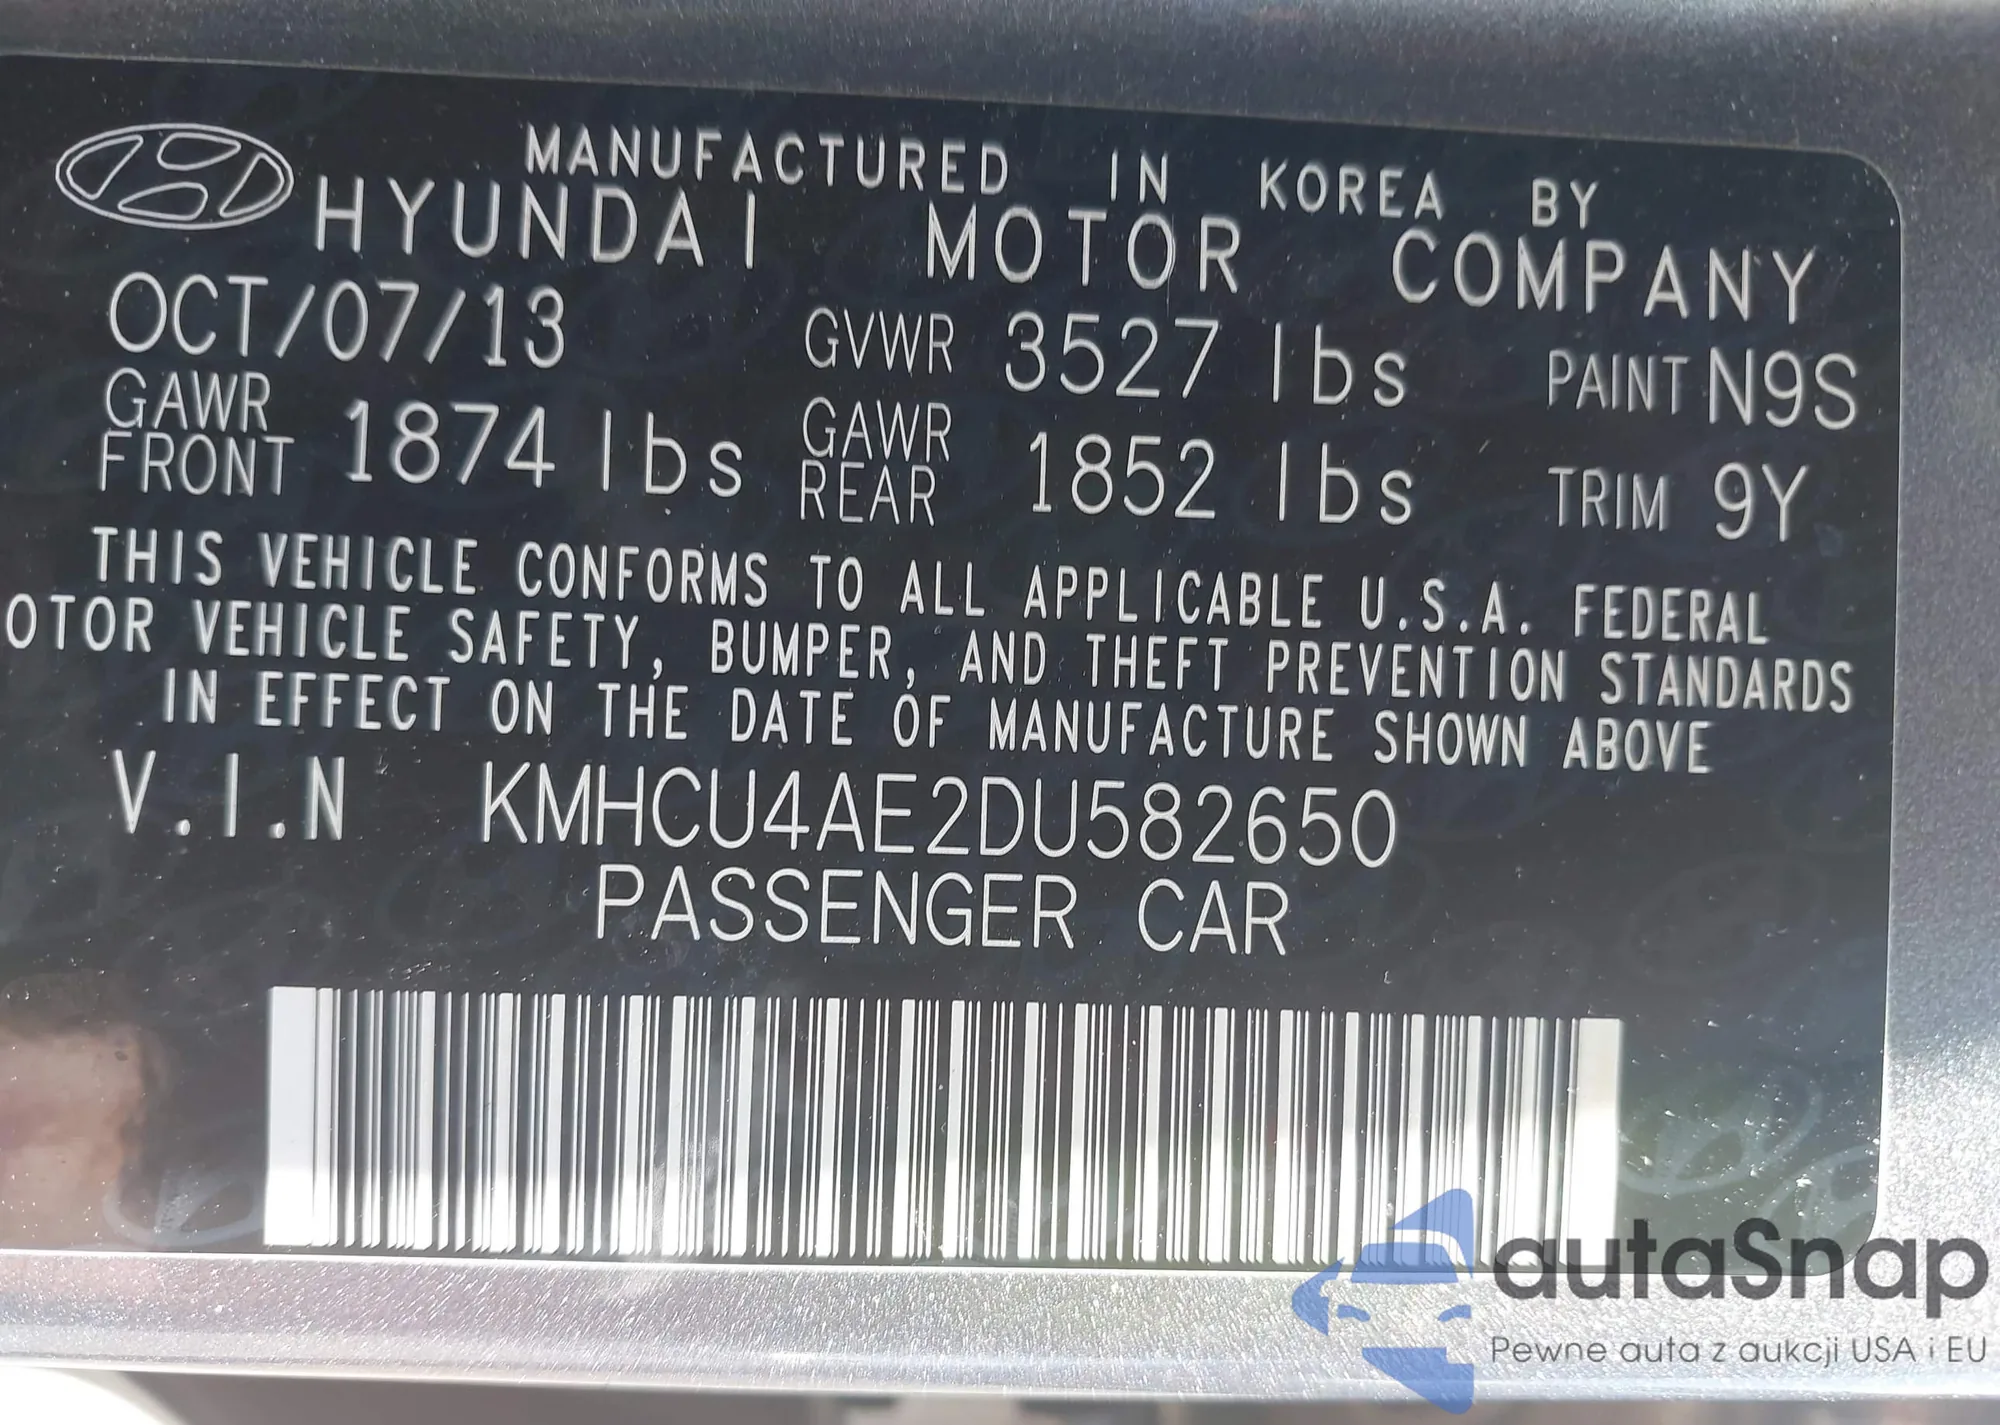 MANUFACTURED IN KOREA BY
HYUNDAI MOTOR COMPANY
OCT/07/13 GVWR 3527 lbs PAINT N9S
GAWR FRONT 1874 lbs GAWR REAR 1852 lbs TRIM 9Y
THIS VEHICLE CONFORMS TO ALL APPLICABLE U.S.A. FEDERAL
OTOR VEHICLE SAFETY, BUMPER, AND THEFT PREVENTION STANDARDS
IN EFFECT ON THE DATE OF MANUFACTURE SHOWN ABOVE
V.I.N KMHCU4AE2DU582650
PASSENGER CAR
autaSnap
Pewne auta z aukcji USA i EU